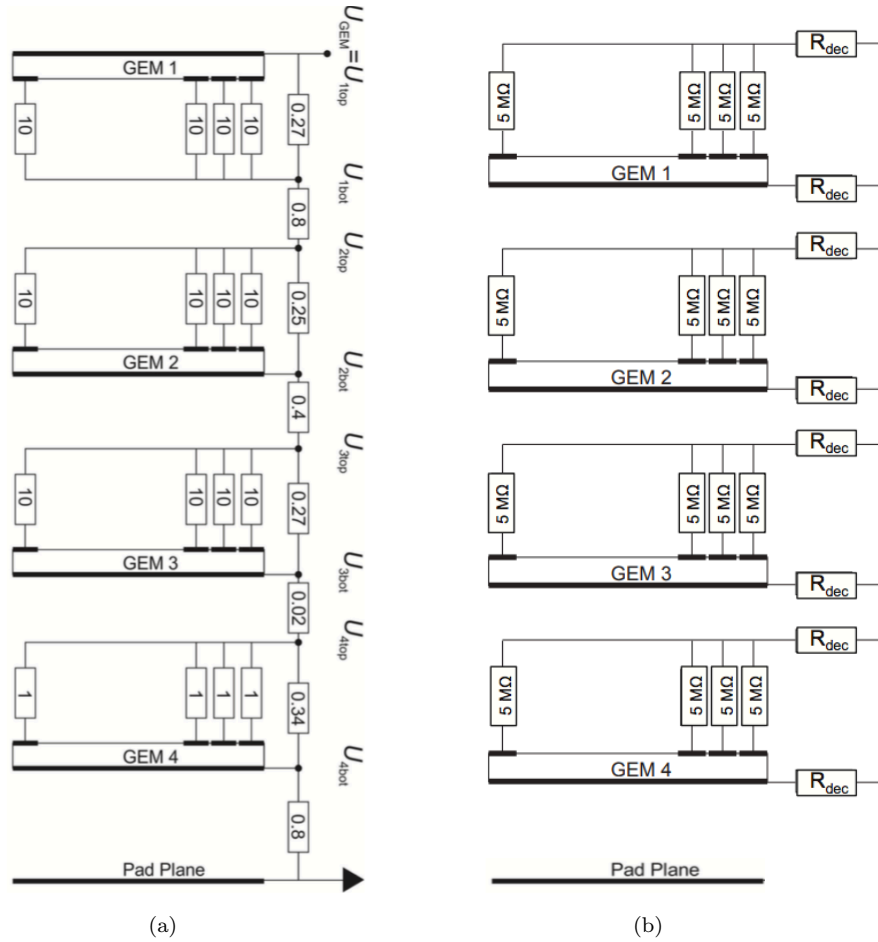 U_GEM = U_1top
GEM 1
10
10 10 10
0.27
U_1bot
0.8
U_2top
10
10 10 10
0.25
GEM 2
U_2bot
0.4
U_3top
10
10 10 10
0.27
GEM 3
U_3bot
0.02
U_4top
1
1 1 1
0.34
GEM 4
U_4bot
0.8
Pad Plane
(a)
R_dec
5 MΩ
5 MΩ 5 MΩ 5 MΩ
GEM 1
R_dec
R_dec
5 MΩ
5 MΩ 5 MΩ 5 MΩ
GEM 2
R_dec
R_dec
5 MΩ
5 MΩ 5 MΩ 5 MΩ
GEM 3
R_dec
R_dec
5 MΩ
5 MΩ 5 MΩ 5 MΩ
GEM 4
R_dec
Pad Plane
(b)